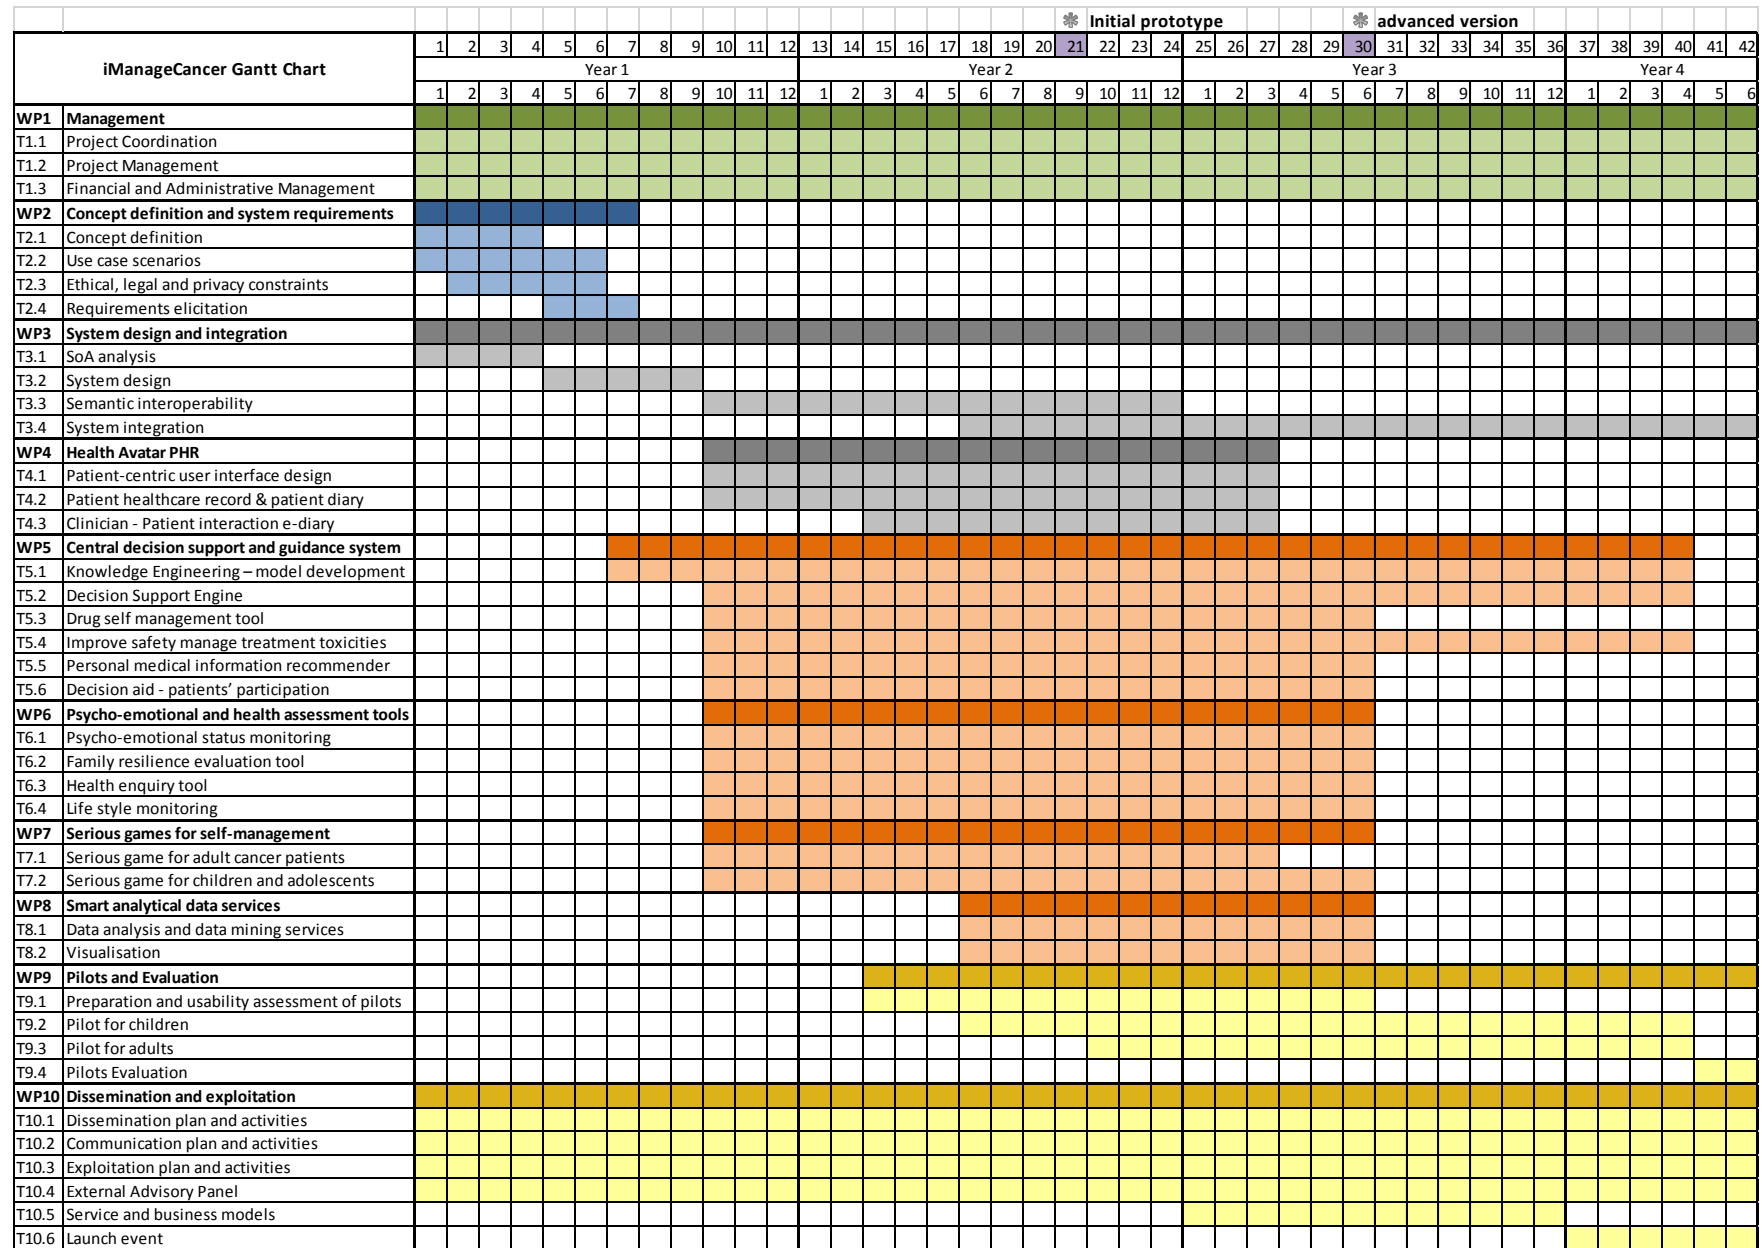 ✽ Initial prototype ✽ advanced version
1 2 3 4 5 6 7 8 9 10 11 12 13 14 15 16 17 18 19 20 21 22 23 24 25 26 27 28 29 30 31 32 33 34 35 36 37 38 39 40 41 42
iManageCancer Gantt Chart Year 1 Year 2 Year 3 Year 4
1 2 3 4 5 6 7 8 9 10 11 12 1 2 3 4 5 6 7 8 9 10 11 12 1 2 3 4 5 6 7 8 9 10 11 12 1 2 3 4 5 6
WP1 Management
T1.1 Project Coordination
T1.2 Project Management
T1.3 Financial and Administrative Management
WP2 Concept definition and system requirements
T2.1 Concept definition
T2.2 Use case scenarios
T2.3 Ethical, legal and privacy constraints
T2.4 Requirements elicitation
WP3 System design and integration
T3.1 SoA analysis
T3.2 System design
T3.3 Semantic interoperability
T3.4 System integration
WP4 Health Avatar PHR
T4.1 Patient-centric user interface design
T4.2 Patient healthcare record & patient diary
T4.3 Clinician - Patient interaction e-diary
WP5 Central decision support and guidance system
T5.1 Knowledge Engineering – model development
T5.2 Decision Support Engine
T5.3 Drug self management tool
T5.4 Improve safety manage treatment toxicities
T5.5 Personal medical information recommender
T5.6 Decision aid - patients’ participation
WP6 Psycho-emotional and health assessment tools
T6.1 Psycho-emotional status monitoring
T6.2 Family resilience evaluation tool
T6.3 Health enquiry tool
T6.4 Life style monitoring
WP7 Serious games for self-management
T7.1 Serious game for adult cancer patients
T7.2 Serious game for children and adolescents
WP8 Smart analytical data services
T8.1 Data analysis and data mining services
T8.2 Visualisation
WP9 Pilots and Evaluation
T9.1 Preparation and usability assessment of pilots
T9.2 Pilot for children
T9.3 Pilot for adults
T9.4 Pilots Evaluation
WP10 Dissemination and exploitation
T10.1 Dissemination plan and activities
T10.2 Communication plan and activities
T10.3 Exploitation plan and activities
T10.4 External Advisory Panel
T10.5 Service and business models
T10.6 Launch event